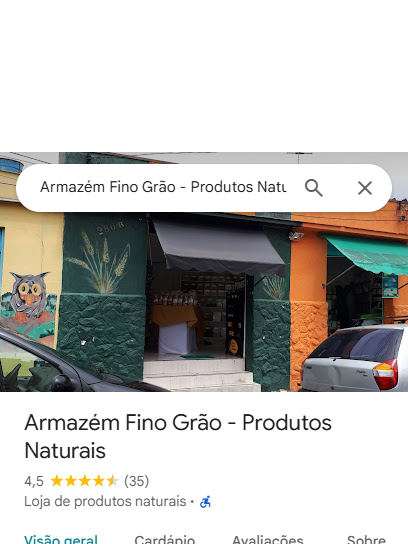 Armazém Fino Grão - Produtos Natu
280 B
Armazém Fino Grão - Produtos
Naturais
4,5 (35)
Loja de produtos naturais •
Visão geral Cardápio Avaliações Sobre